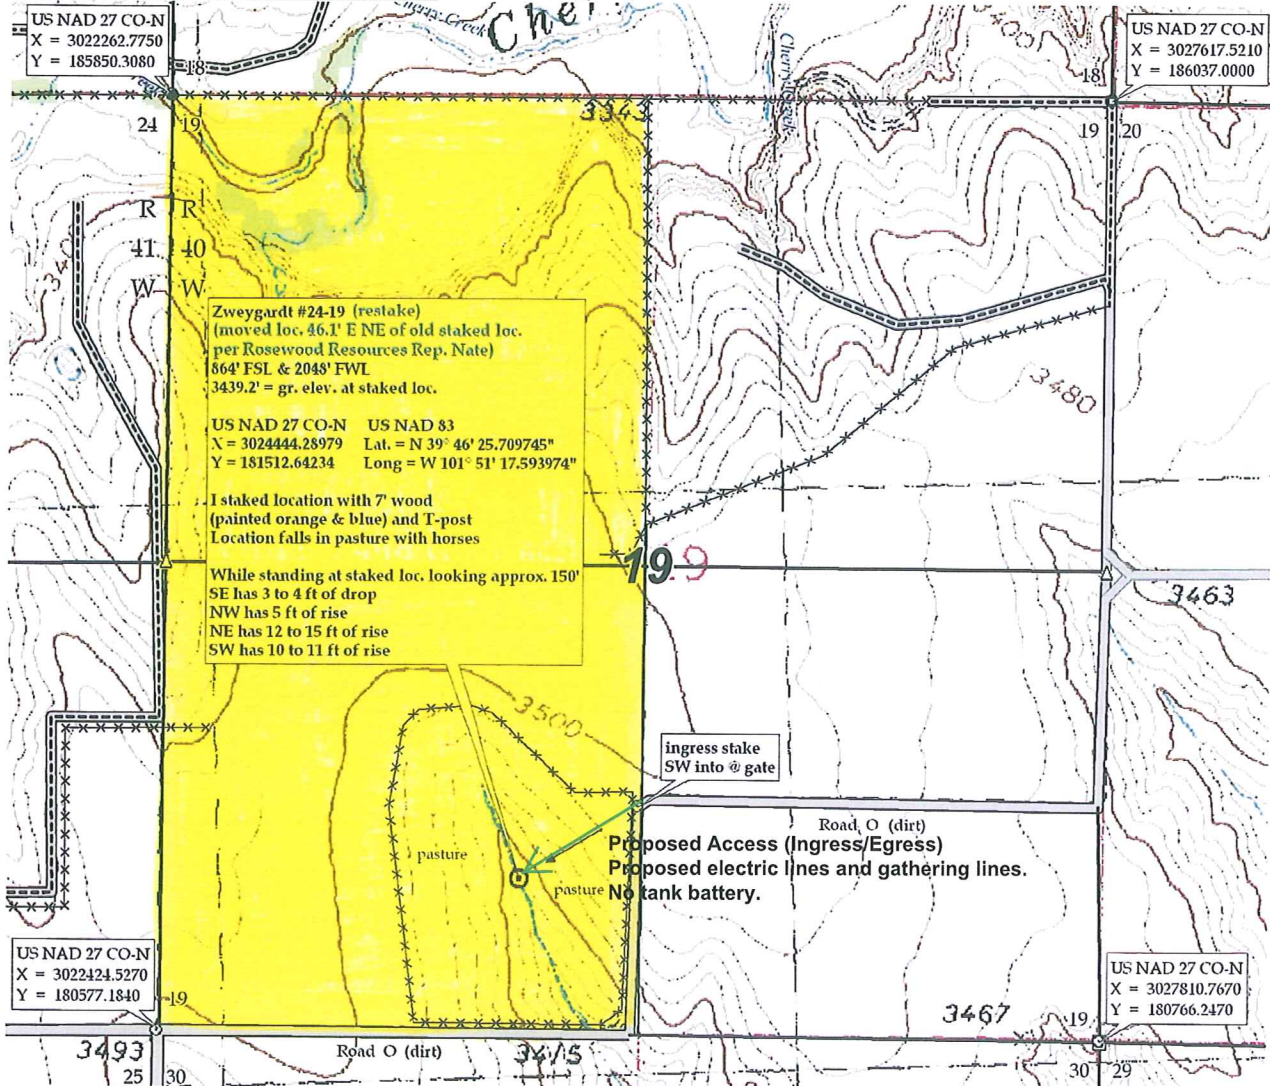 US NAD 27 CO-N
X = 3022262.7750
Y = 185850.3080
Cherry Creek
Che
US NAD 27 CO-N
X = 3027617.5210
Y = 186037.0000
18
18
3343
Cherry Creek
24 19
19 20
R R
41 40
W W
3480
Zweygardt #24-19 (restake)
(moved loc. 46.1' E NE of old staked loc.
per Rosewood Resources Rep. Nate)
864' FSL & 2048' FWL
3439.2' = gr. elev. at staked loc.
US NAD 27 CO-N US NAD 83
X = 3024444.28979 Lat. = N 39° 46' 25.709745"
Y = 181512.64234 Long = W 101° 51' 17.593974"
I staked location with 7' wood
(painted orange & blue) and T-post
Location falls in pasture with horses
While standing at staked loc. looking approx. 150'
SE has 3 to 4 ft of drop
NW has 5 ft of rise
NE has 12 to 15 ft of rise
SW has 10 to 11 ft of rise
19
3463
3500
ingress stake
SW into @ gate
Road O (dirt)
Proposed Access (Ingress/Egress)
Proposed electric lines and gathering lines.
No tank battery.
pasture
pasture
US NAD 27 CO-N
X = 3022424.5270
Y = 180577.1840
US NAD 27 CO-N
X = 3027810.7670
Y = 180766.2470
19
3467
19
3493
Road O (dirt)
25 30
30 29